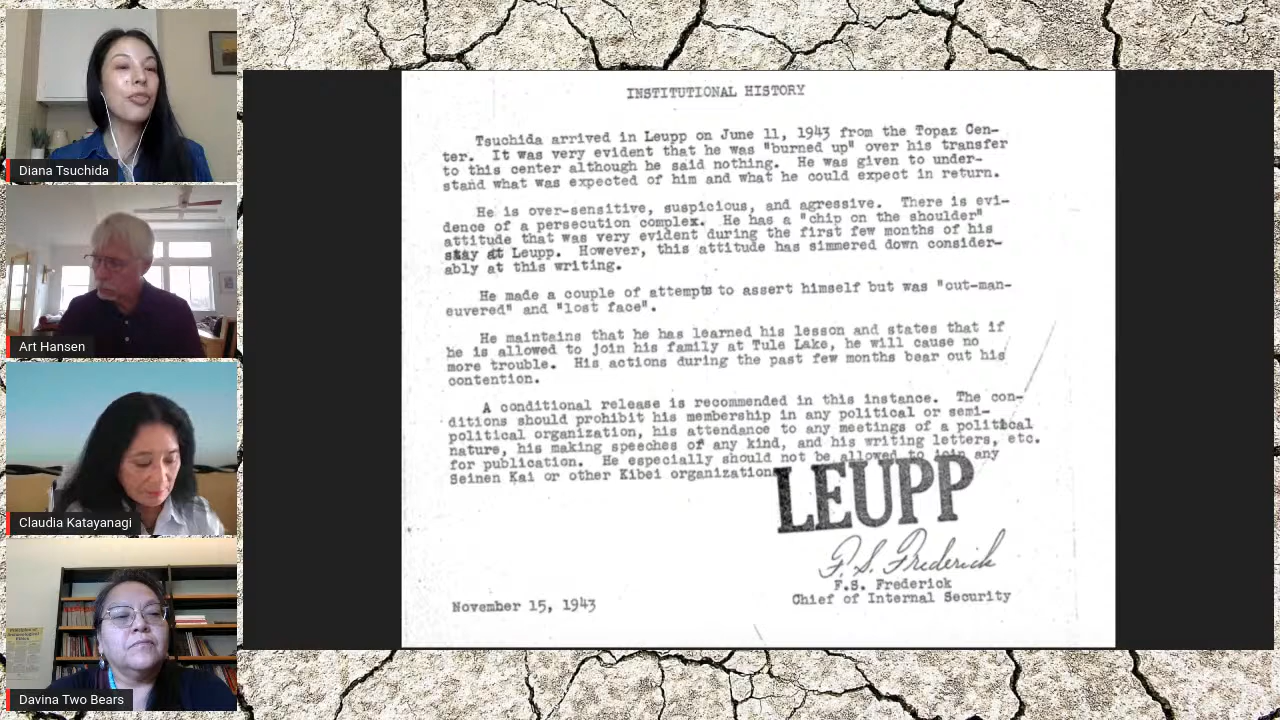 Diana Tsuchida
Art Hansen
Claudia Katayanagi
Davina Two Bears
INSTITUTIONAL HISTORY
Tsuchida arrived in Leupp on June 11, 1943 from the Topaz Cen-
ter. It was very evident that he was "burned up" over his transfer
to this center although he said nothing. He was given to under-
stand what was expected of him and what he could expect in return.
He is over-sensitive, suspicious, and agressive. There is evi-
dence of a persecution complex. He has a "chip on the shoulder"
attitude that was very evident during the first few months of his
stay at Leupp. However, this attitude has simmered down consider-
ably at this writing.
He made a couple of attempts to assert himself but was "out-man-
euvered" and "lost face".
He maintains that he has learned his lesson and states that if
he is allowed to join his family at Tule Lake, he will cause no
more trouble. His actions during the past few months bear out his
contention.
A conditional release is recommended in this instance. The con-
ditions should prohibit his membership in any political or semi-
political organization, his attendance to any meetings of a political
nature, his making speeches of any kind, and his writing letters, etc.
for publication. He especially should not be allowed to join any
Seinen Kai or other Kibei organization
LEUPP
F. S. Frederick
F.S. Frederick
Chief of Internal Security
November 15, 1943